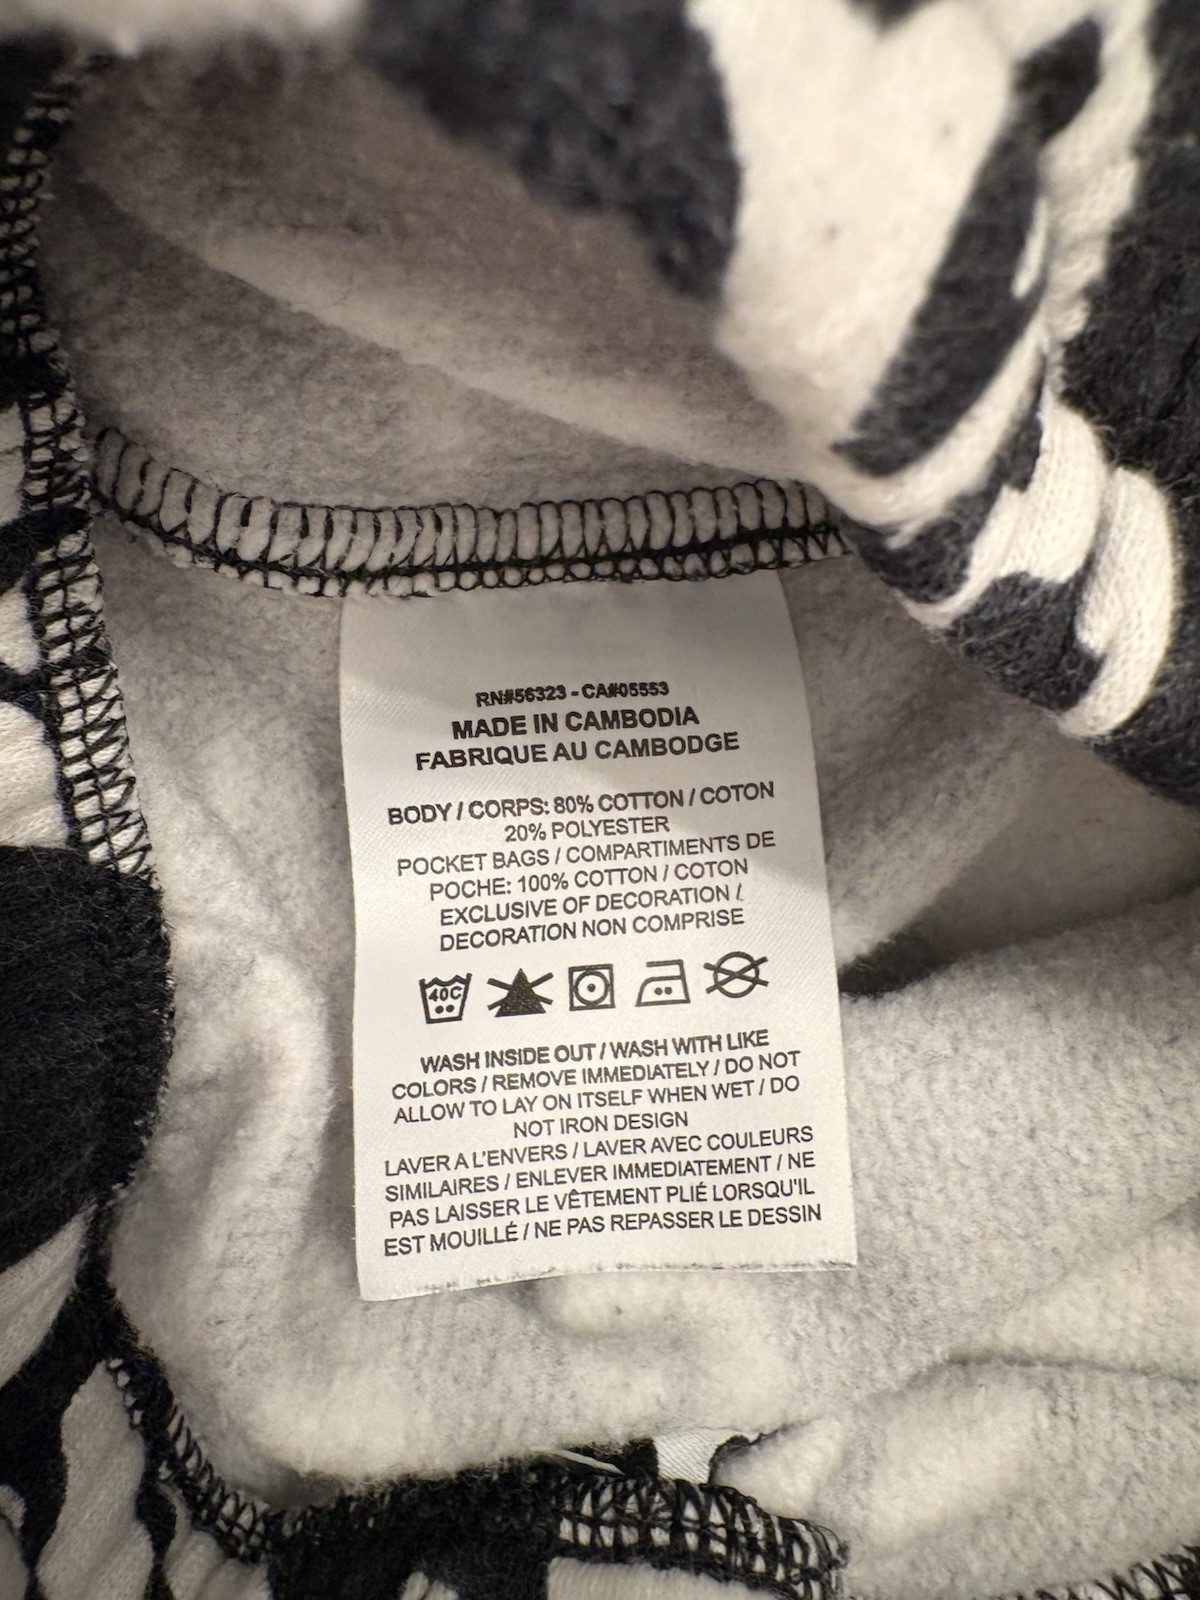 RN#56323 - CA#05553
MADE IN CAMBODIA
FABRIQUE AU CAMBODGE
BODY / CORPS: 80% COTTON / COTON
20% POLYESTER
POCKET BAGS / COMPARTIMENTS DE
POCHE: 100% COTTON / COTON
EXCLUSIVE OF DECORATION /
DECORATION NON COMPRISE
40C
WASH INSIDE OUT / WASH WITH LIKE
COLORS / REMOVE IMMEDIATELY / DO NOT
ALLOW TO LAY ON ITSELF WHEN WET / DO
NOT IRON DESIGN
LAVER A L'ENVERS / LAVER AVEC COULEURS
SIMILAIRES / ENLEVER IMMEDIATEMENT / NE
PAS LAISSER LE VÊTEMENT PLIÉ LORSQU'IL
EST MOUILLÉ / NE PAS REPASSER LE DESSIN